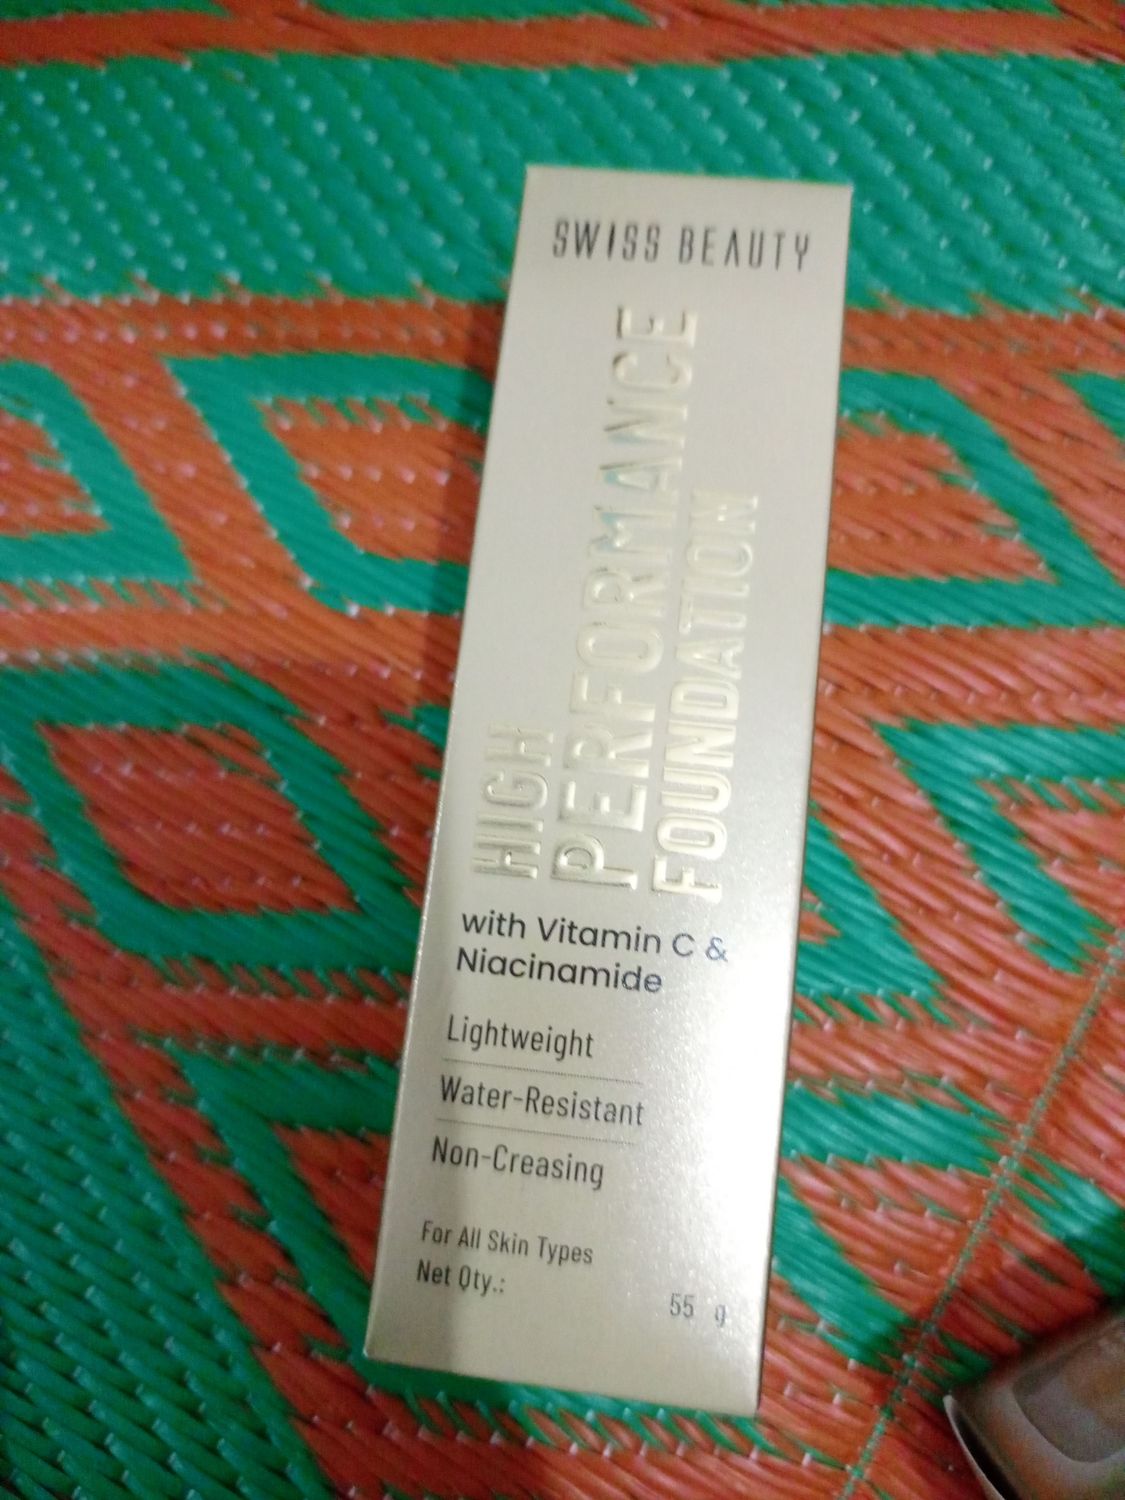 SWISS BEAUTY
HIGH
PERFORMANCE
FOUNDATION
with Vitamin C &
Niacinamide
Lightweight
Water-Resistant
Non-Creasing
For All Skin Types
Net Qty.:
55 g